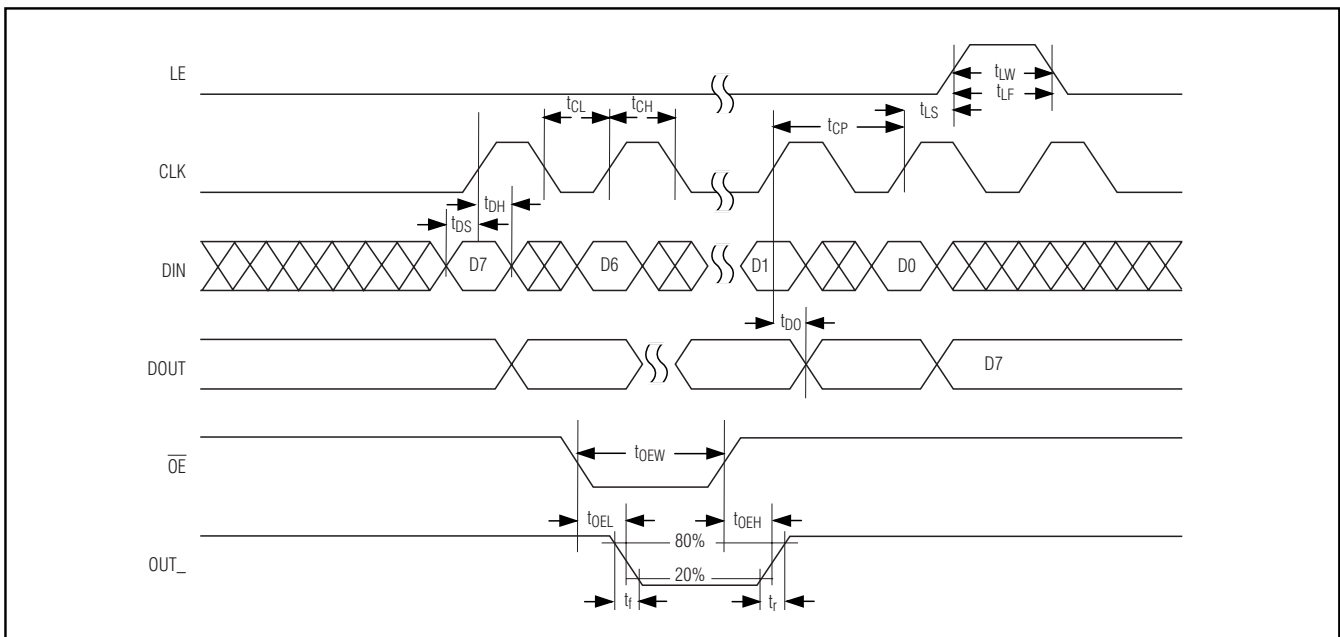 LE
tLW
tLF
tCL
tCH
tLS
tCP
CLK
tDH
tDS
DIN
D7
D6
D1
D0
tDO
DOUT
D7
OE
tOEW
tOEL
tOEH
80%
OUT_
20%
tf
tr